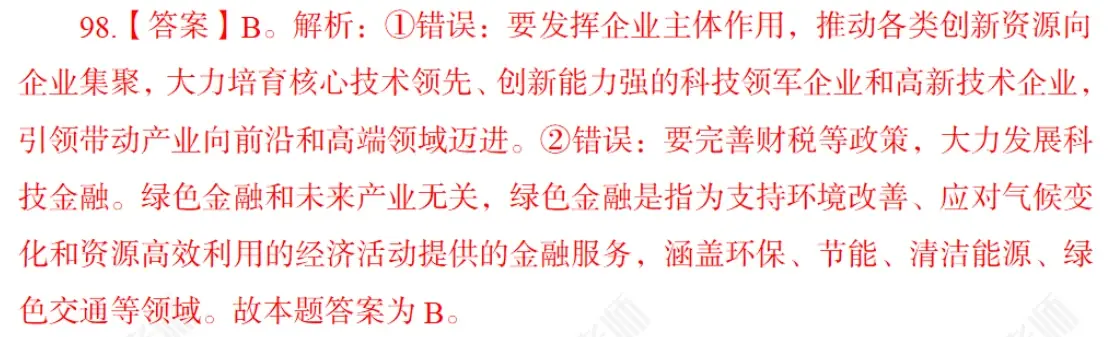 98.【答案】B。解析：①错误：要发挥企业主体作用，推动各类创新资源向
企业集聚，大力培育核心技术领先、创新能力强的科技领军企业和高新技术企业，
引领带动产业向前沿和高端领域迈进。②错误：要完善财税等政策，大力发展科
技金融。绿色金融和未来产业无关，绿色金融是指为支持环境改善、应对气候变
化和资源高效利用的经济活动提供的金融服务，涵盖环保、节能、清洁能源、绿
色交通等领域。故本题答案为 B。